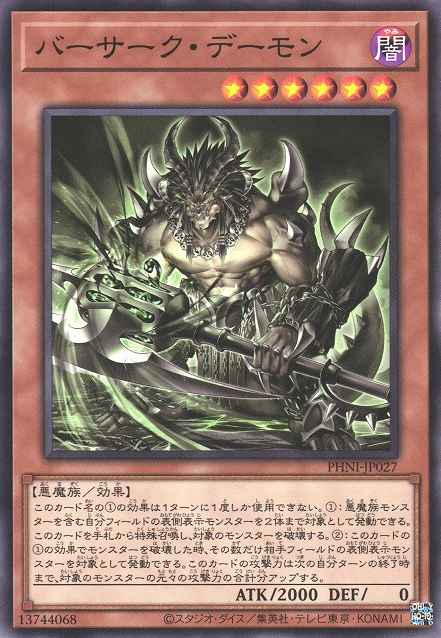 バーサーク・デーモン
闇
PHNI-JP027
【悪魔族/効果】
このカード名の①の効果は1ターンに1度しか使用できない。①:悪魔族モンス
ターを含む自分フィールドの表側表示モンスターを2体まで対象として発動できる。
このカードを手札から特殊召喚し、対象のモンスターを破壊する。②:このカード
の①の効果でモンスターを破壊した時、その数だけ相手フィールドの表側表示モン
スターを対象として発動できる。このカードの攻撃力は次の自分ターンの終了時
まで、対象のモンスターの元々の攻撃力の合計分アップする。
ATK/2000 DEF/ 0
13744068
©スタジオ・ダイス/集英社・テレビ東京・KONAMI